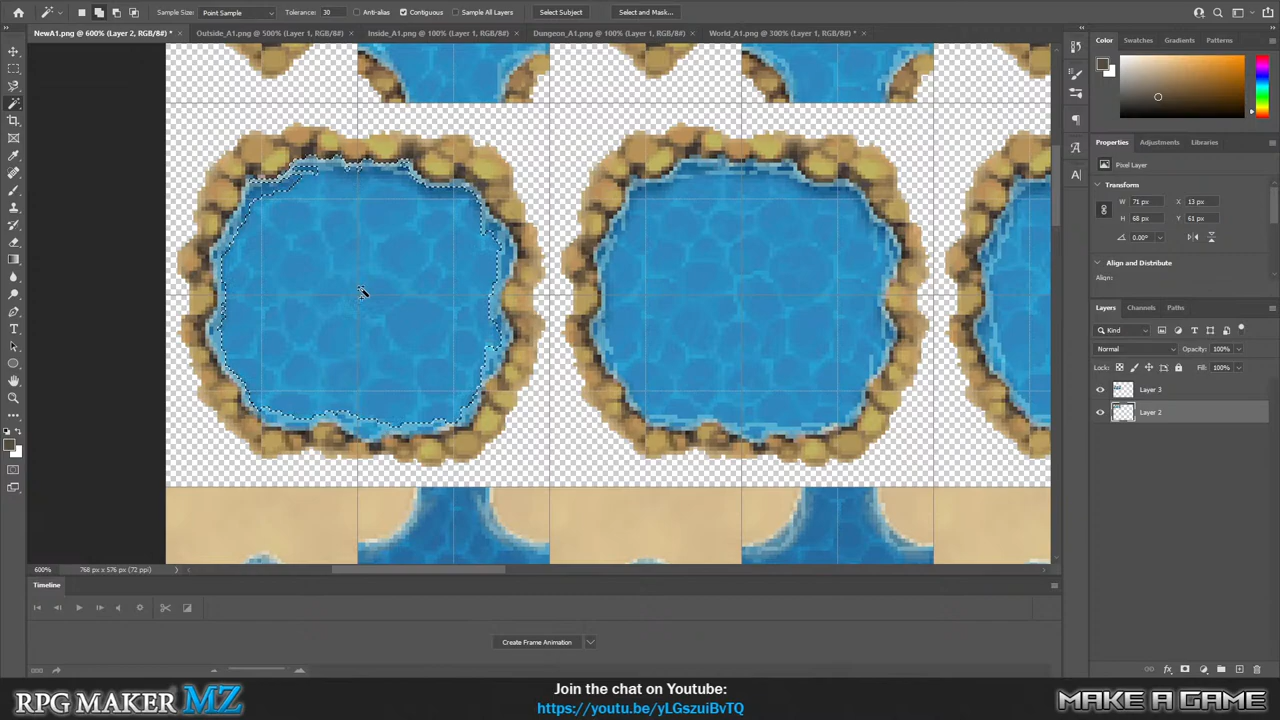 Sample Size: Point Sample Tolerance: 30 Anti-alias Contiguous Sample All Layers Select Subject Select and Mask...
NewA1.png @ 600% (Layer 2, RGB/8#) * × Outside_A1.png @ 500% (Layer 1, RGB/8#) × Inside_A1.png @ 100% (Layer 1, RGB/8#) × Dungeon_A1.png @ 100% (Layer 1, RGB/8#) × World_A1.png @ 300% (Layer 1, RGB/8#) * ×
Color Swatches Gradients Patterns
Properties Adjustments Libraries
Pixel Layer
Transform
W 71 px X 13 px
H 68 px Y 61 px
0.00°
Align and Distribute
Align:
Layers Channels Paths
Kind
Normal Opacity: 100%
Lock: Fill: 100%
Layer 3
Layer 2
600% 768 px x 576 px (72 ppi)
Timeline
Create Frame Animation
RPG MAKER MZ
Join the chat on Youtube:
https://youtu.be/yLGszuiBvTQ
MAKE A GAME